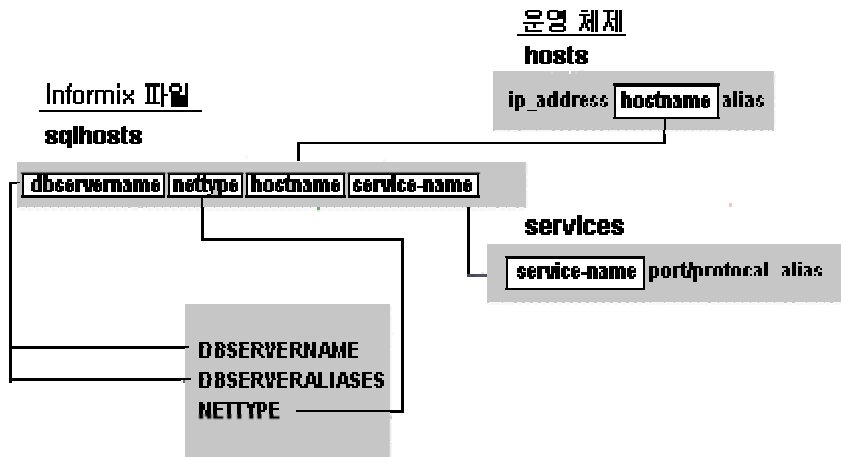 운영 체제
hosts
ip_address hostname alias
Informix 파일
sqlhosts
dbservername nettype hostname service-name
services
service-name port/protocal alias
DBSERVERNAME
DBSERVERALIASES
NETTYPE